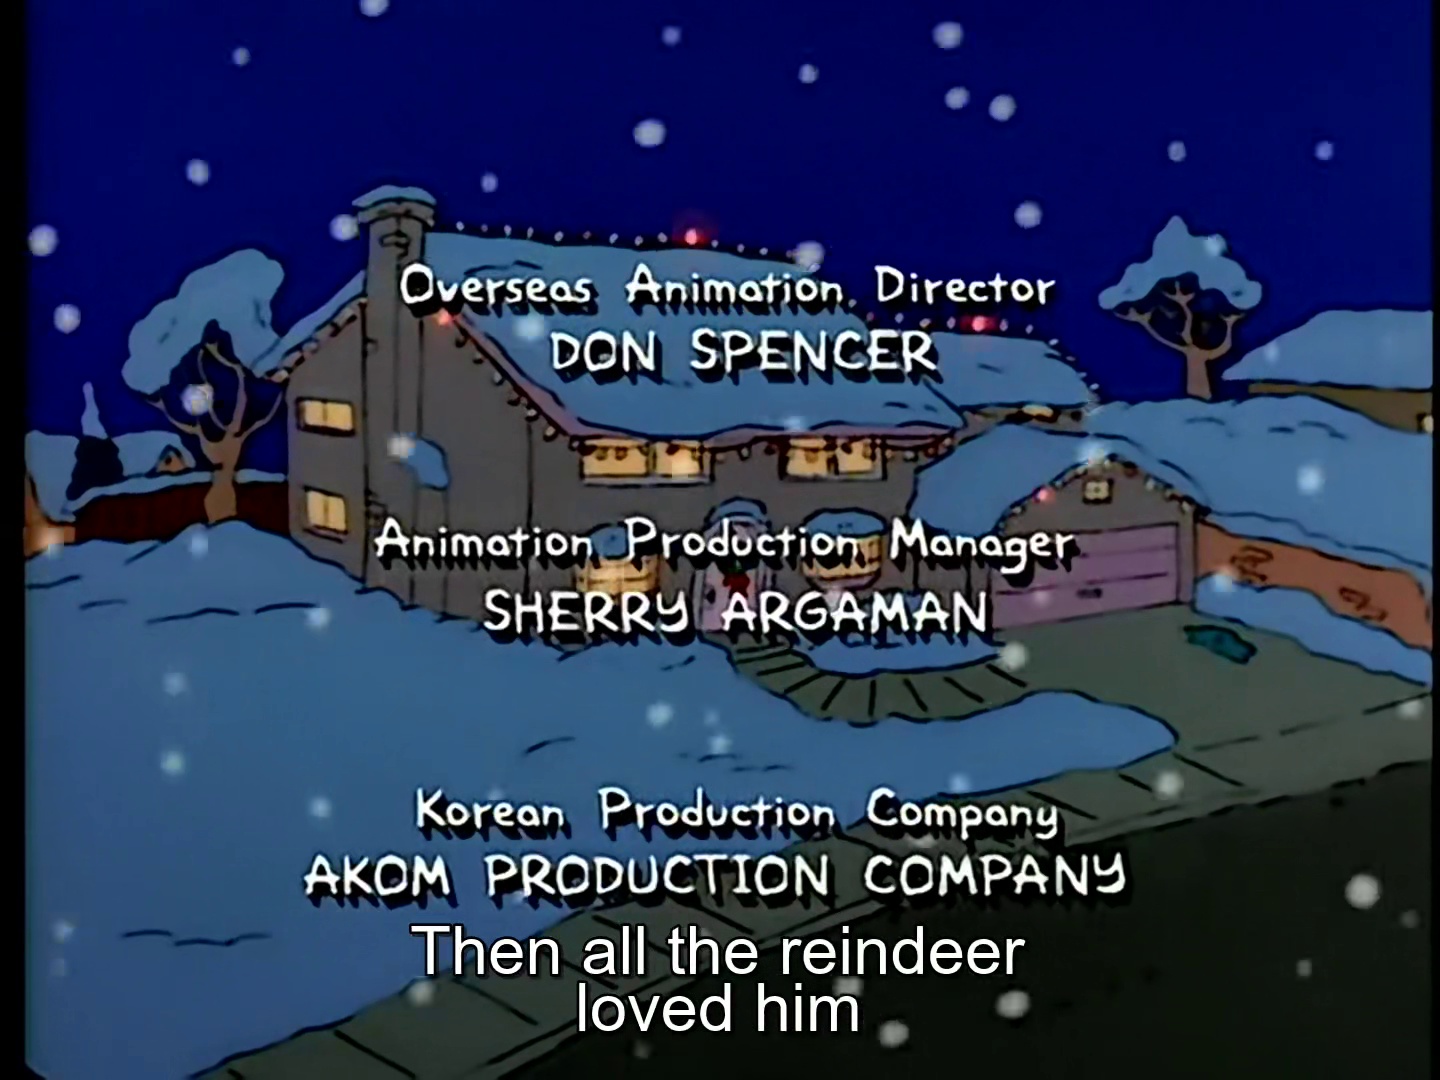 Overseas Animation Director
DON SPENCER
Animation Production Manager
SHERRY ARGAMAN
Korean Production Company
AKOM PRODUCTION COMPANY
Then all the reindeer
loved him